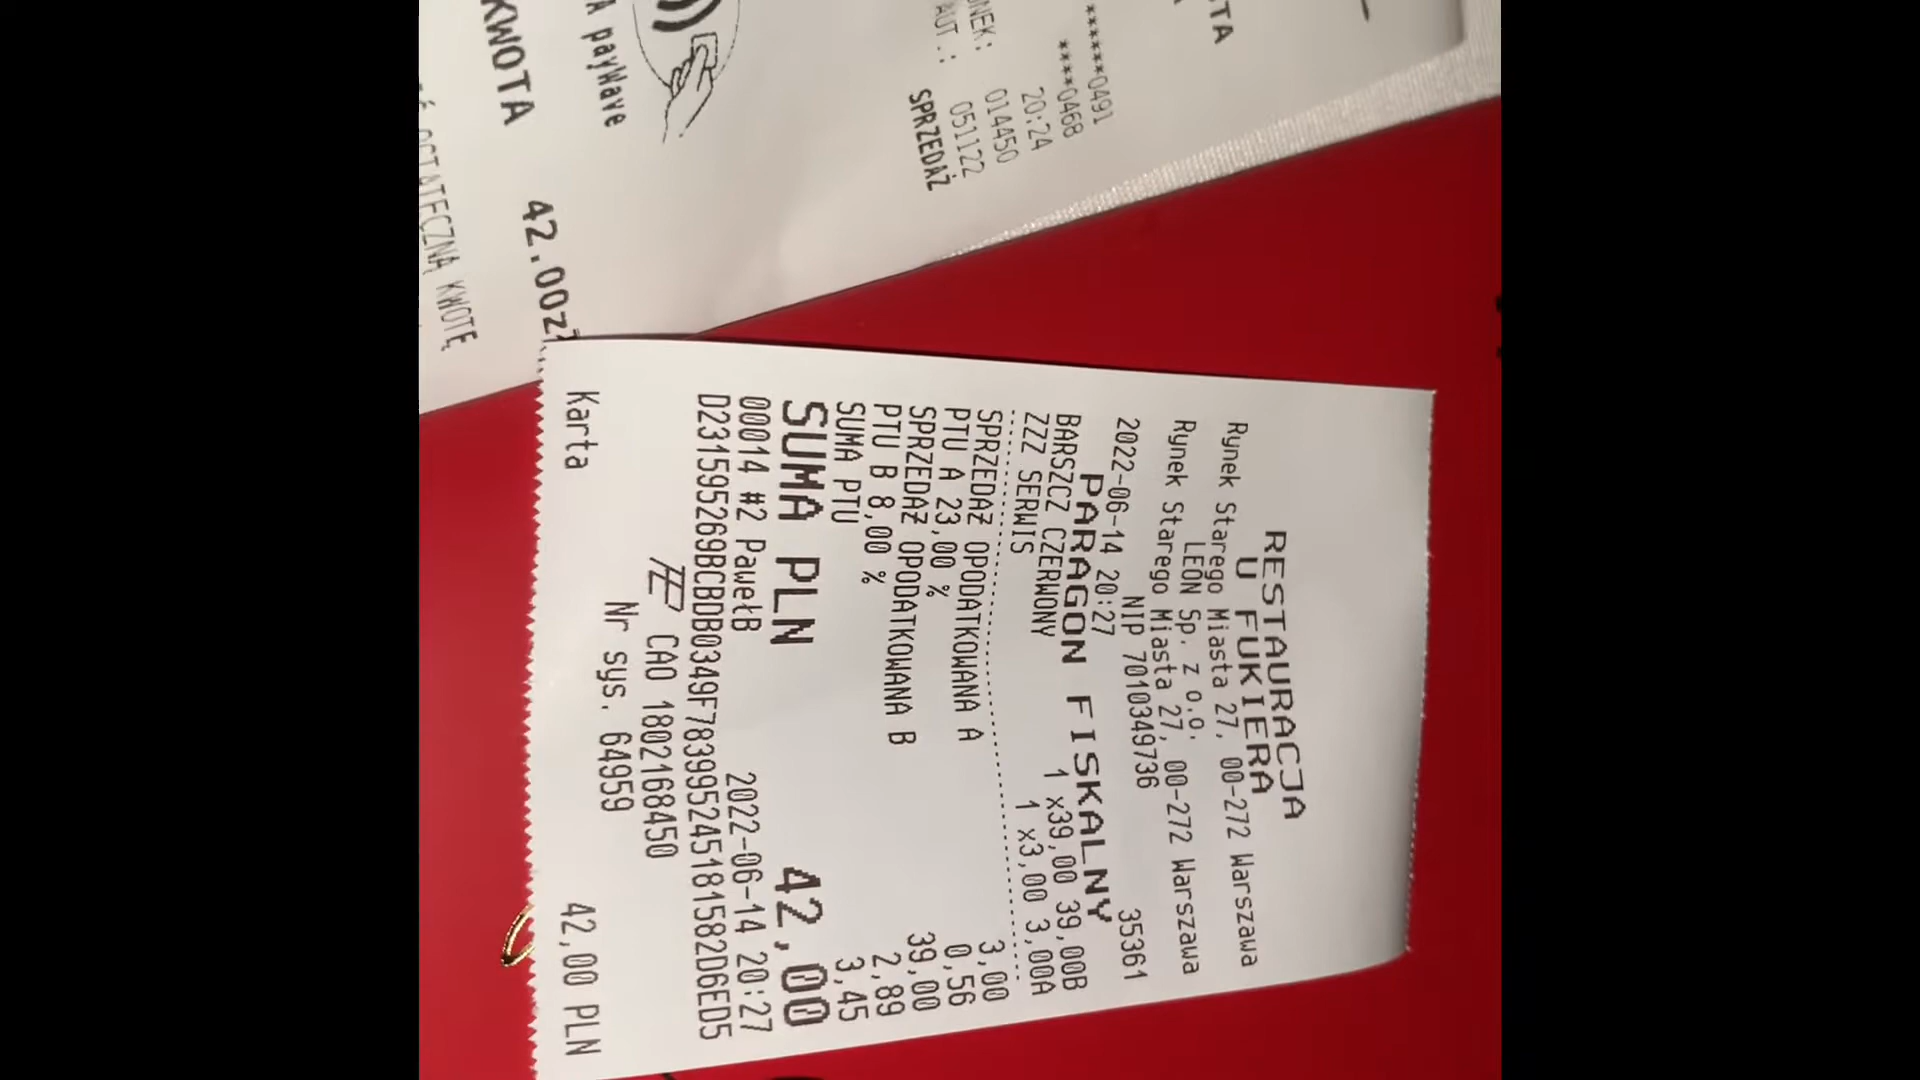 RESTAURACJA
U FUKIERA
Rynek Starego Miasta 27, 00-272 Warszawa
LEON Sp. z o.o.
Rynek Starego Miasta 27, 00-272 Warszawa
NIP 7010349736
2022-06-14 20:27 35361
PARAGON FISKALNY
BARSZCZ CZERWONY 1 x39,00 39,00B
ZZZ SERWIS 1 x3,00 3,00A
SPRZEDAŻ OPODATKOWANA A 3,00
PTU A 23,00 % 0,56
SPRZEDAŻ OPODATKOWANA B 39,00
PTU B 8,00 % 2,89
SUMA PTU 3,45
SUMA PLN 42,00
00014 #2 PawełB 2022-06-14 20:27
D231595269BCBDB0349F783995245181582D6ED5
CAO 1802168450
Nr sys. 64959
Karta 42,00 PLN
STA
******0491
****0468
20:24
NEK: 014450
AUT.: 051122
SPRZEDAŻ
A payWave
KWOTA 42.00zł
OSTATECZNĄ KWOTĘ